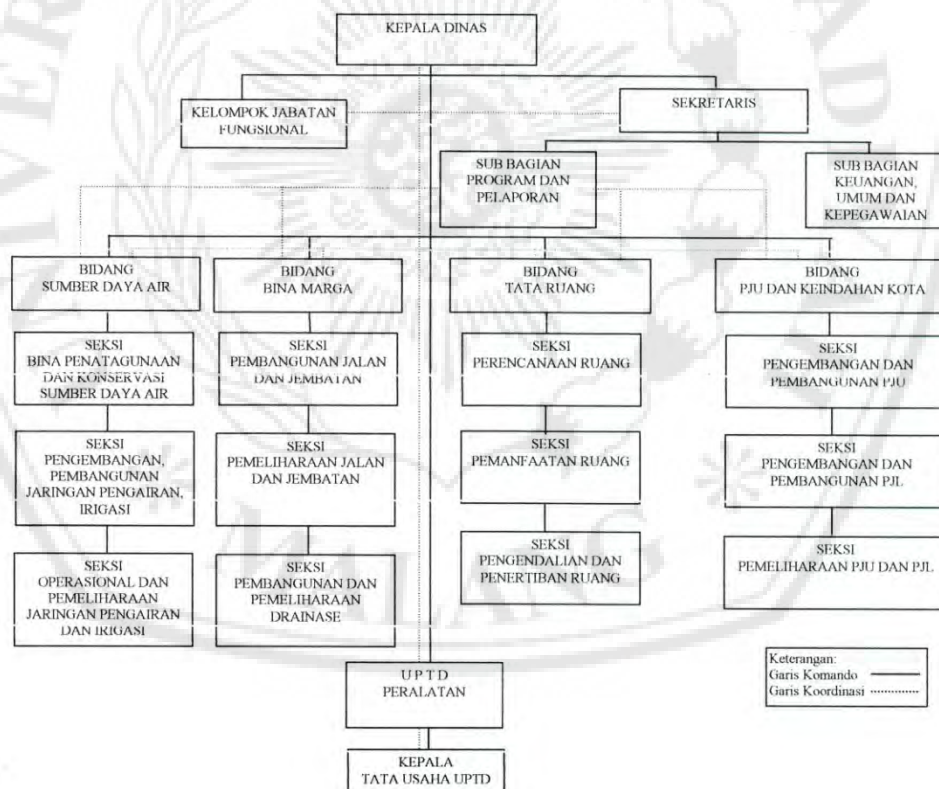 KEPALA DINAS
KELOMPOK JABATAN
FUNGSIONAL
SEKRETARIS
SUB BAGIAN
PROGRAM DAN
PELAPORAN
SUB BAGIAN
KEUANGAN,
UMUM DAN
KEPEGAWAIAN
BIDANG
SUMBER DAYA AIR
BIDANG
BINA MARGA
BIDANG
TATA RUANG
BIDANG
PJU DAN KEINDAHAN KOTA
SEKSI
BINA PENATAGUNAAN
DAN KONSERVASI
SUMBER DAYA AIR
SEKSI
PEMBANGUNAN JALAN
DAN JEMBATAN
SEKSI
PERENCANAAN RUANG
SEKSI
PENGEMBANGAN DAN
PEMBANGUNAN PJU
SEKSI
PENGEMBANGAN,
PEMBANGUNAN
JARINGAN PENGAIRAN,
IRIGASI
SEKSI
PEMELIHARAAN JALAN
DAN JEMBATAN
SEKSI
PEMANFAATAN RUANG
SEKSI
PENGEMBANGAN DAN
PEMBANGUNAN PJL
SEKSI
OPERASIONAL DAN
PEMELIHARAAN
JARINGAN PENGAIRAN
DAN IRIGASI
SEKSI
PEMBANGUNAN DAN
PEMELIHARAAN
DRAINASE
SEKSI
PENGENDALIAN DAN
PENERTIBAN RUANG
SEKSI
PEMELIHARAAN PJU DAN PJL
U P T D
PERALATAN
KEPALA
TATA USAHA UPTD
Keterangan:
Garis Komando
Garis Koordinasi
MALANG